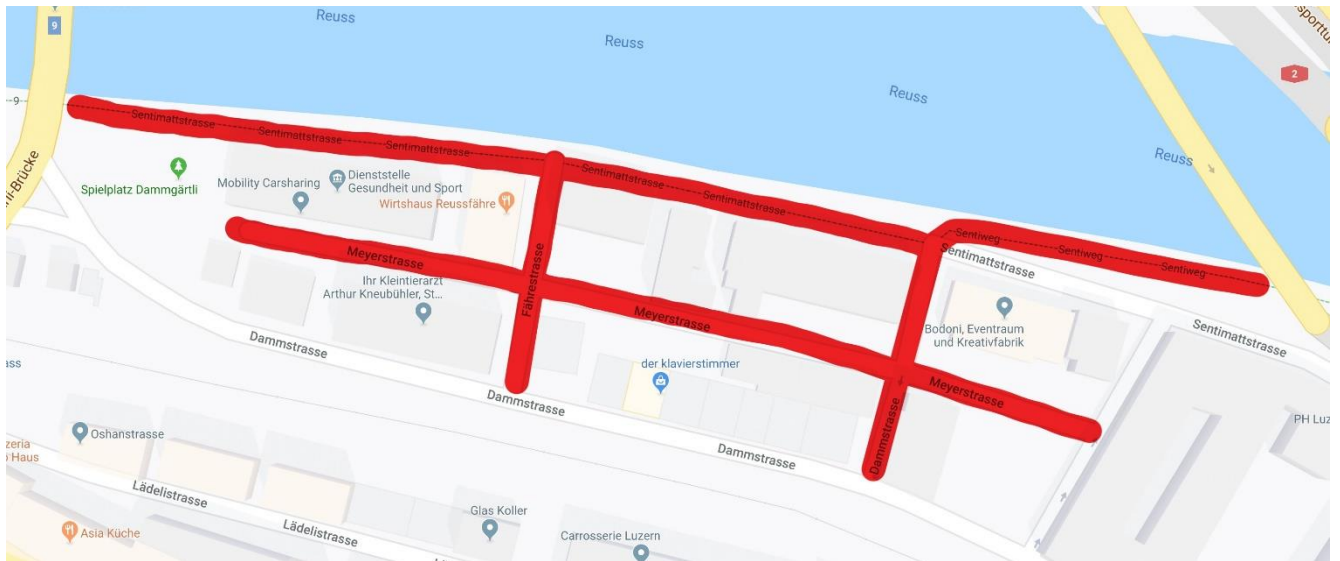 Reuss
Reuss
Reuss
Reuss
9
2
9
Sentimattstrasse
Sentimattstrasse
Sentimattstrasse
Sentimattstrasse
Sentimattstrasse
Spielplatz Dammgärtli
Mobility Carsharing
Dienststelle
Gesundheit und Sport
Wirtshaus Reussfähre
Sentiweg
Sentiweg
Sentiweg
Sentimattstrasse
Sentimattstrasse
Meyerstrasse
Ihr Kleintierarzt
Arthur Kneubühler, St...
Fährestrasse
Meyerstrasse
Bodoni, Eventraum
und Kreativfabrik
Dammstrasse
der klavierstimmer
Meyerstrasse
Dammstrasse
Dammstrasse
Dammstrasse
Oshanstrasse
PH Luz
Haus
Lädelistrasse
Lädelistrasse
Glas Koller
Asia Küche
Carrosserie Luzern